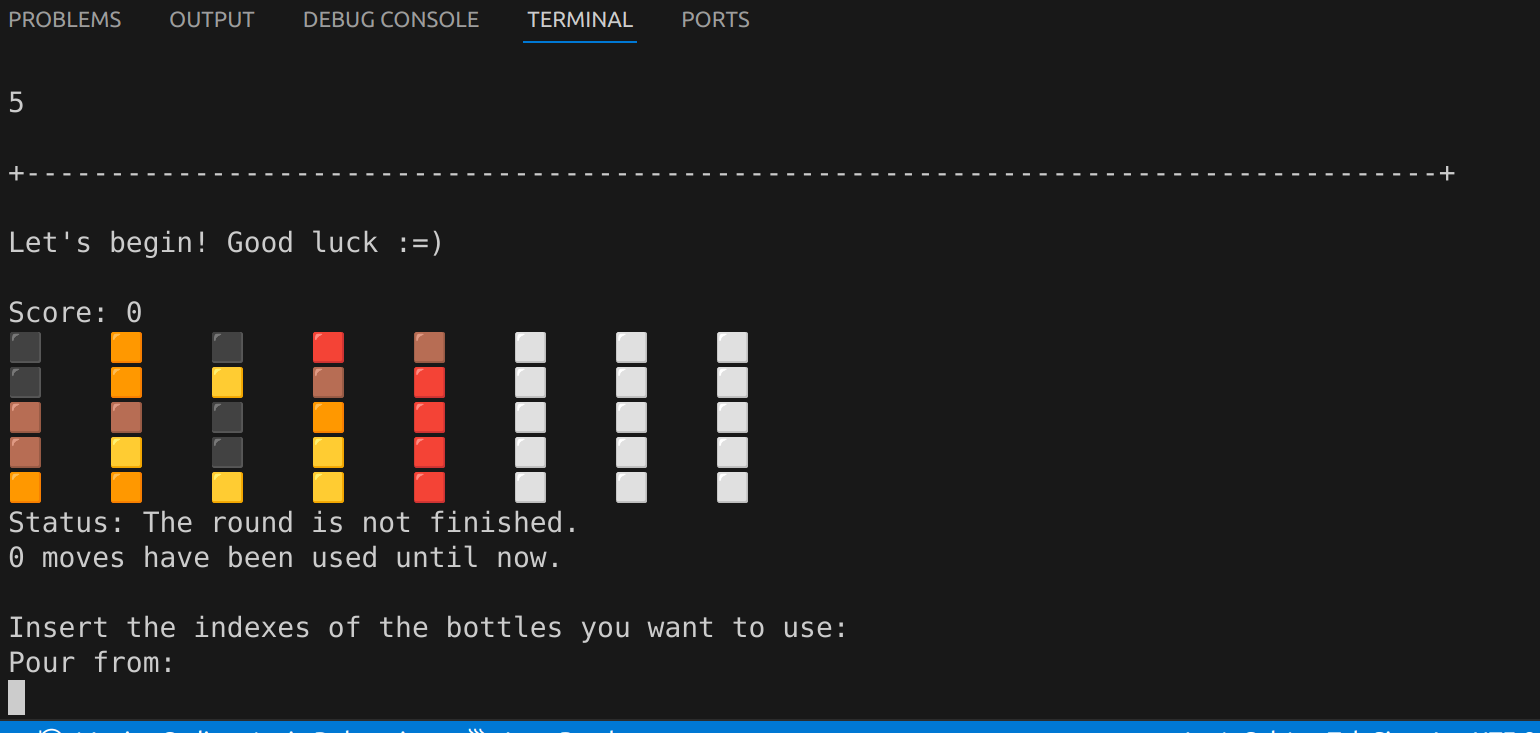 PROBLEMS OUTPUT DEBUG CONSOLE TERMINAL PORTS
5
+------------------------------------------------------------------------------------+
Let's begin! Good luck :=)
Score: 0
Status: The round is not finished.
0 moves have been used until now.
Insert the indexes of the bottles you want to use:
Pour from: